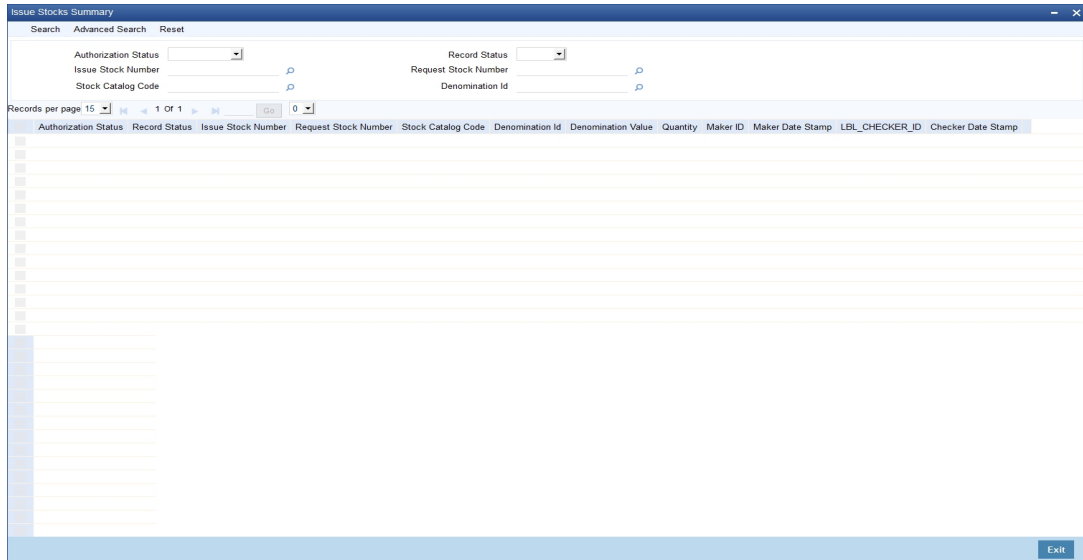 Issue Stocks Summary
Search Advanced Search Reset
Authorization Status Record Status
Issue Stock Number Request Stock Number
Stock Catalog Code Denomination Id
Records per page 15 1 Of 1 Go 0
Authorization Status Record Status Issue Stock Number Request Stock Number Stock Catalog Code Denomination Id Denomination Value Quantity Maker ID Maker Date Stamp LBL_CHECKER_ID Checker Date Stamp
Exit